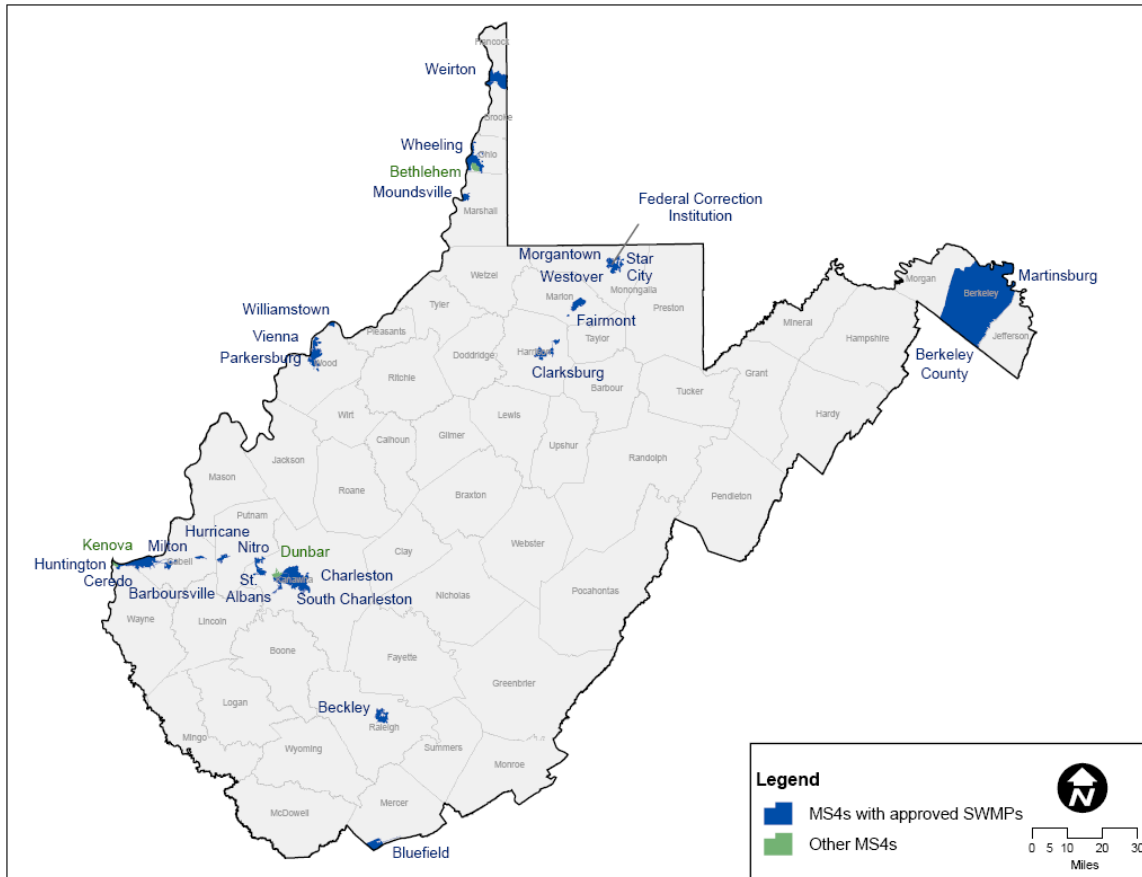 Hancock
Weirton
Brooke
Wheeling
Ohio
Bethlehem
Moundsville
Marshall
Federal Correction
Institution
Morgantown
Star
City
Westover
Wetzel
Monongalia
Marion
Preston
Fairmont
Taylor
Morgan
Berkeley
Martinsburg
Jefferson
Berkeley
County
Mineral
Hampshire
Williamstown
Tyler
Pleasants
Vienna
Parkersburg
Wood
Doddridge
Harrison
Clarksburg
Ritchie
Barbour
Tucker
Grant
Hardy
Wirt
Lewis
Gilmer
Calhoun
Upshur
Randolph
Jackson
Mason
Roane
Braxton
Pendleton
Putnam
Webster
Kenova
Milton
Hurricane
Nitro
Dunbar
Clay
Huntington
Cabell
Ceredo
Barboursville
St.
Albans
Kanawha
Charleston
South Charleston
Nicholas
Pocahontas
Wayne
Lincoln
Boone
Fayette
Greenbrier
Logan
Beckley
Raleigh
Mingo
Wyoming
Summers
Monroe
McDowell
Mercer
Bluefield
Legend
MS4s with approved SWMPs
Other MS4s
N
0 5 10 20 30
Miles